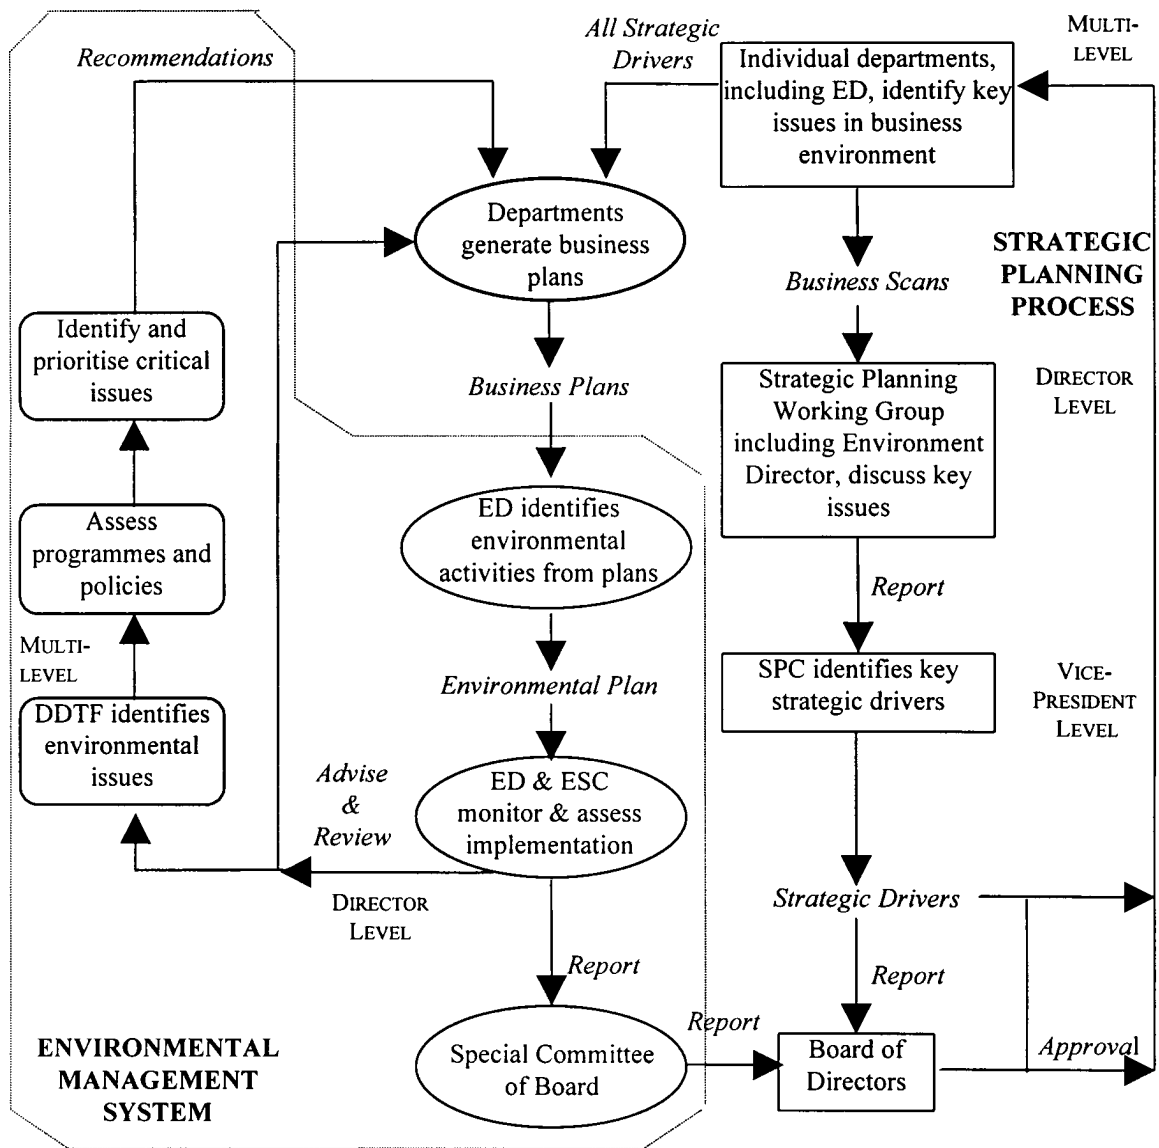 Recommendations
All Strategic
Drivers
Individual departments,
including ED, identify key
issues in business
environment
MULTI-
LEVEL
Departments
generate business
plans
Business Scans
STRATEGIC
PLANNING
PROCESS
Identify and
prioritise critical
issues
Business Plans
Strategic Planning
Working Group
including Environment
Director, discuss key
issues
DIRECTOR
LEVEL
Assess
programmes and
policies
ED identifies
environmental
activities from plans
Report
MULTI-
LEVEL
Environmental Plan
SPC identifies key
strategic drivers
VICE-
PRESIDENT
LEVEL
DDTF identifies
environmental
issues
Advise
&
Review
ED & ESC
monitor & assess
implementation
DIRECTOR
LEVEL
Strategic Drivers
Report
Report
ENVIRONMENTAL
MANAGEMENT
SYSTEM
Special Committee
of Board
Report
Board of
Directors
Approval